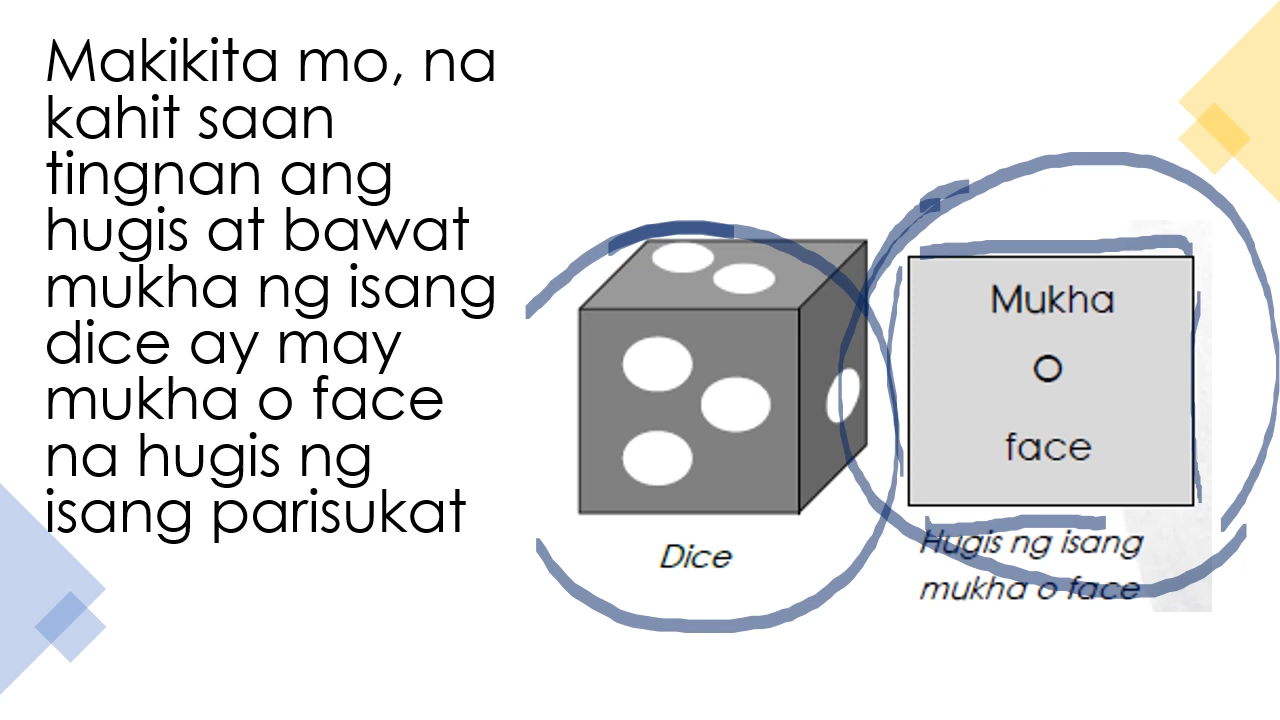 Makikita mo, na
kahit saan
tingnan ang
hugis at bawat
mukha ng isang
dice ay may
mukha o face
na hugis ng
isang parisukat
Dice
Mukha
o
face
Hugis ng isang
mukha o face